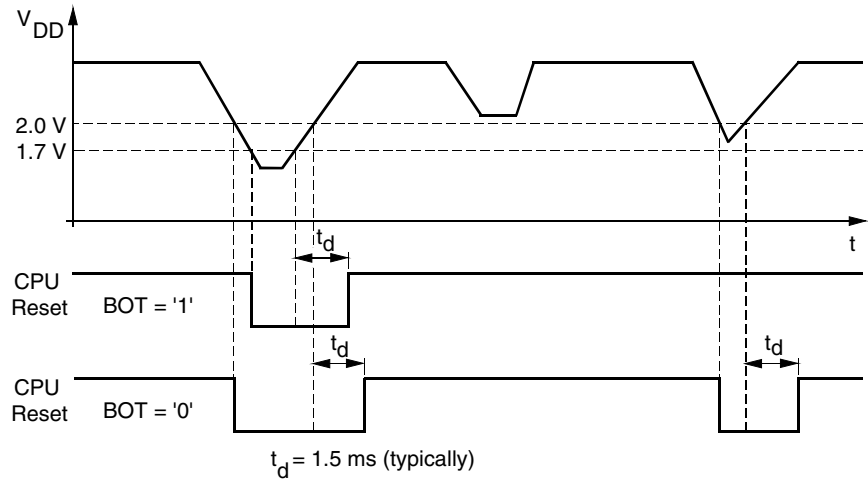 V_DD
2.0 V
1.7 V
t
t_d
CPU
Reset
BOT = '1'
t_d
t_d
CPU
Reset
BOT = '0'
t_d = 1.5 ms (typically)